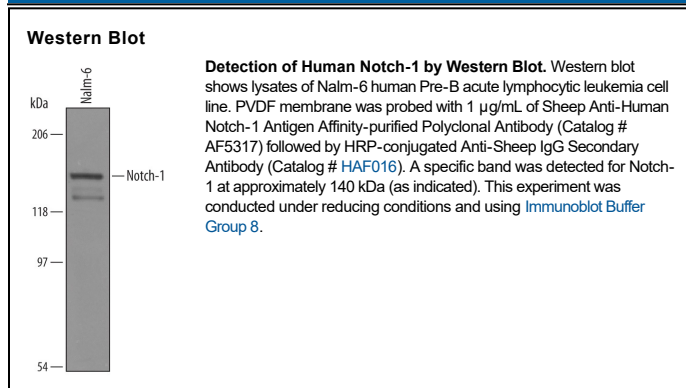 Western Blot
Nalm-6
kDa
206
Notch-1
118
97
54
Detection of Human Notch-1 by Western Blot. Western blot
shows lysates of Nalm-6 human Pre-B acute lymphocytic leukemia cell
line. PVDF membrane was probed with 1 µg/mL of Sheep Anti-Human
Notch-1 Antigen Affinity-purified Polyclonal Antibody (Catalog #
AF5317) followed by HRP-conjugated Anti-Sheep IgG Secondary
Antibody (Catalog # HAF016). A specific band was detected for Notch-
1 at approximately 140 kDa (as indicated). This experiment was
conducted under reducing conditions and using Immunoblot Buffer
Group 8.